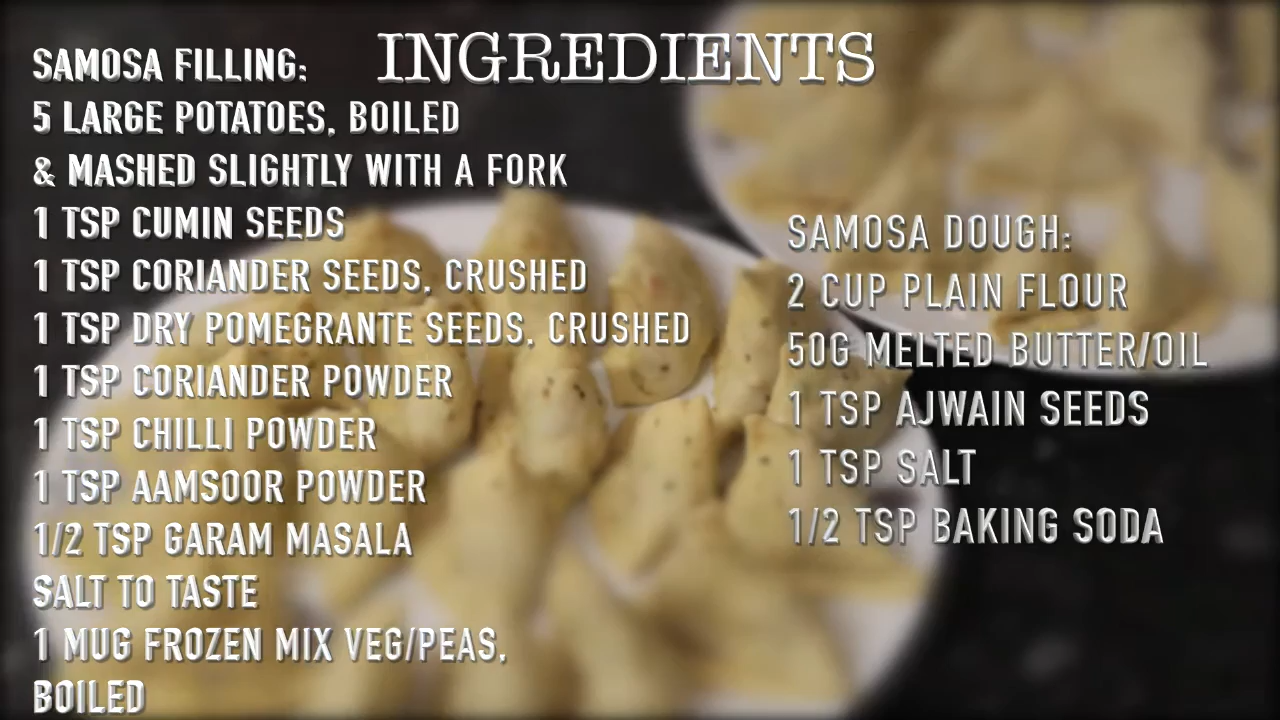 INGREDIENTS
SAMOSA FILLING:
5 LARGE POTATOES, BOILED
& MASHED SLIGHTLY WITH A FORK
1 TSP CUMIN SEEDS
1 TSP CORIANDER SEEDS, CRUSHED
1 TSP DRY POMEGRANTE SEEDS, CRUSHED
1 TSP CORIANDER POWDER
1 TSP CHILLI POWDER
1 TSP AAMSOOR POWDER
1/2 TSP GARAM MASALA
SALT TO TASTE
1 MUG FROZEN MIX VEG/PEAS,
BOILED
SAMOSA DOUGH:
2 CUP PLAIN FLOUR
50G MELTED BUTTER/OIL
1 TSP AJWAIN SEEDS
1 TSP SALT
1/2 TSP BAKING SODA